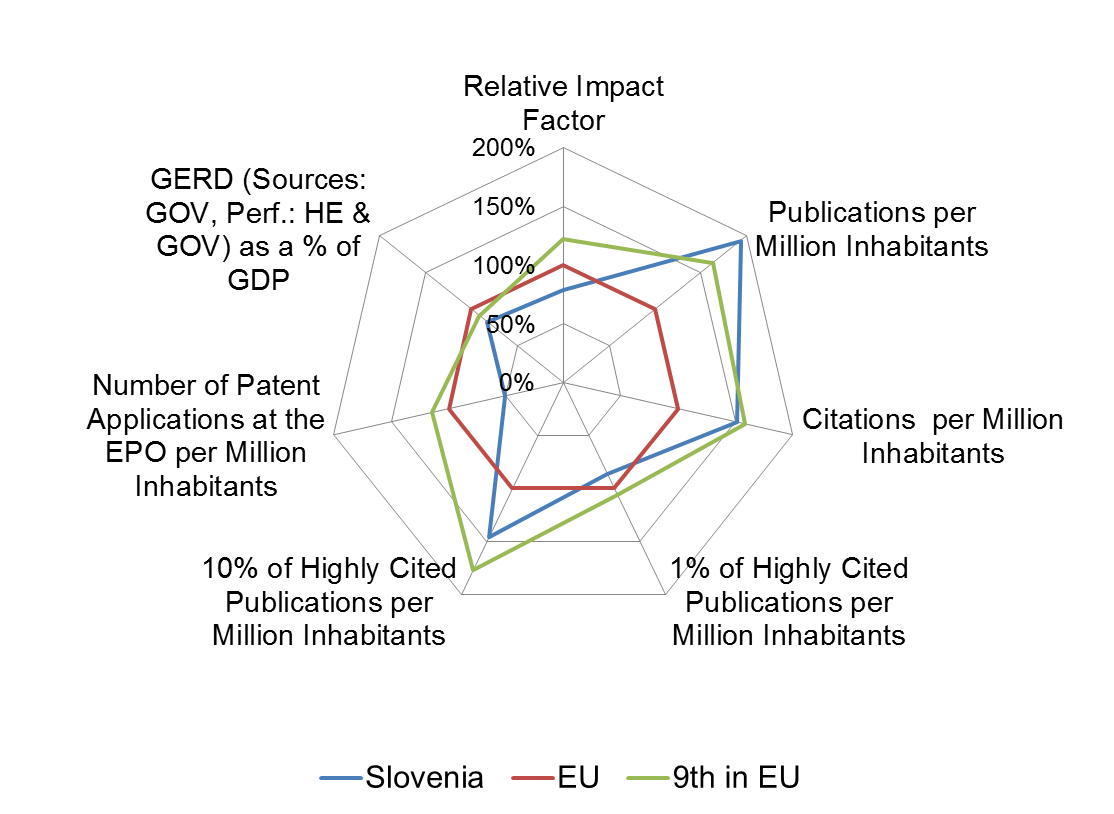 Relative Impact
Factor
200%
150%
100%
50%
0%
Publications per
Million Inhabitants
Citations  per Million
Inhabitants
1% of Highly Cited
Publications per
Million Inhabitants
10% of Highly Cited
Publications per
Million Inhabitants
Number of Patent
Applications at the
EPO per Million
Inhabitants
GERD (Sources:
GOV, Perf.: HE &
GOV) as a % of
GDP
Slovenia
EU
9th in EU